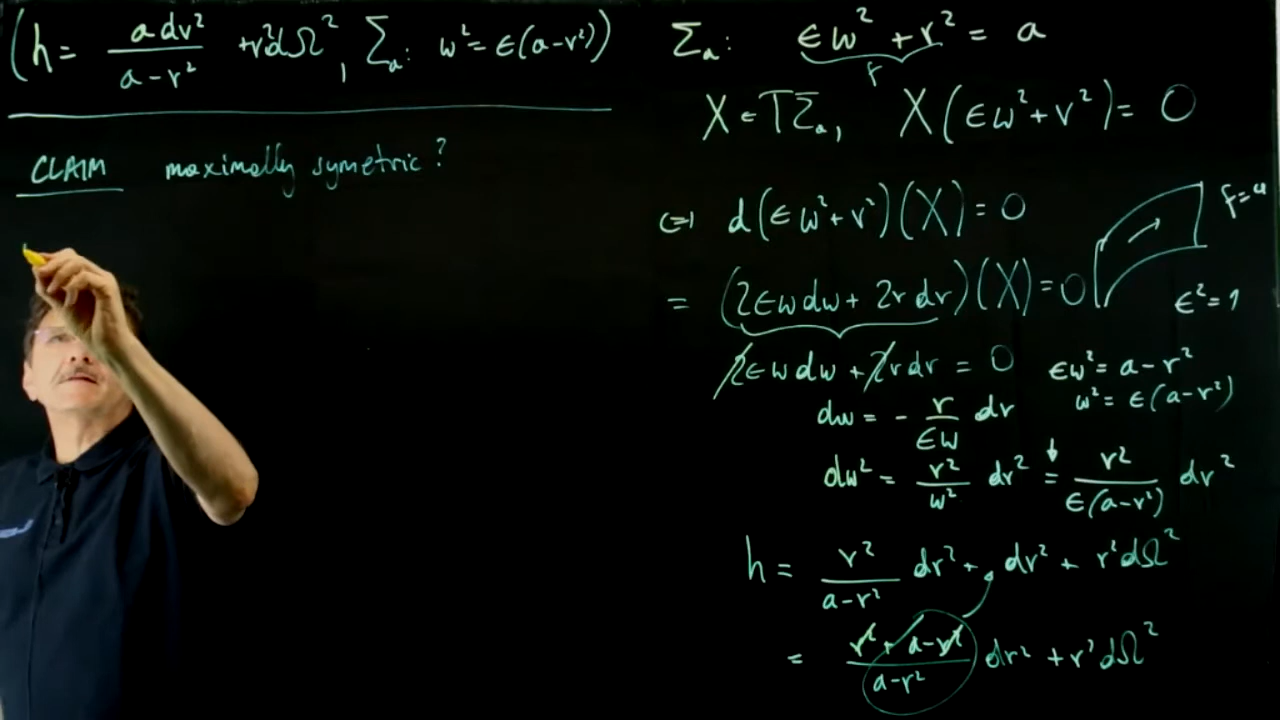 (h = a dr² / (a - r²) + r²dΩ², Σₐ: w² = ϵ(a-r²))
CLAIM maximally symetric?
Σₐ: ϵw² + r² = a
f
X ∈ TΣₐ, X(ϵw² + r²) = 0
⇔ d(ϵw² + r²)(X) = 0
f = a
= (2ϵw dw + 2r dr)(X) = 0
ϵ² = 1
2ϵw dw + 2r dr = 0
ϵw² = a - r²
w² = ϵ(a - r²)
dw = - r / (ϵw) dr
dw² = r² / w² dr² = r² / (ϵ(a-r²)) dr²
h = r² / (a-r²) dr² + dr² + r²dΩ²
= (r² + a - r²) / (a-r²) dr² + r²dΩ²